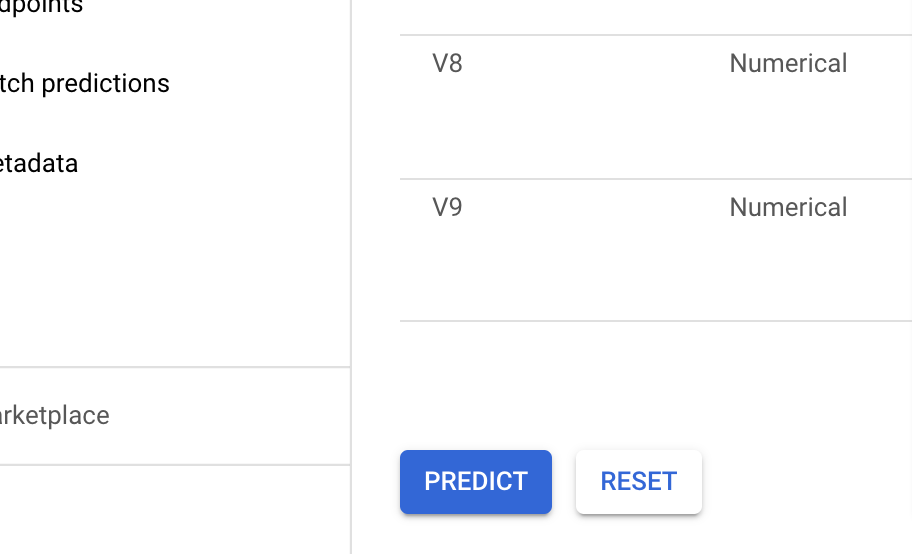 dpoints
tch predictions
etadata
arketplace
V8 Numerical
V9 Numerical
PREDICT RESET